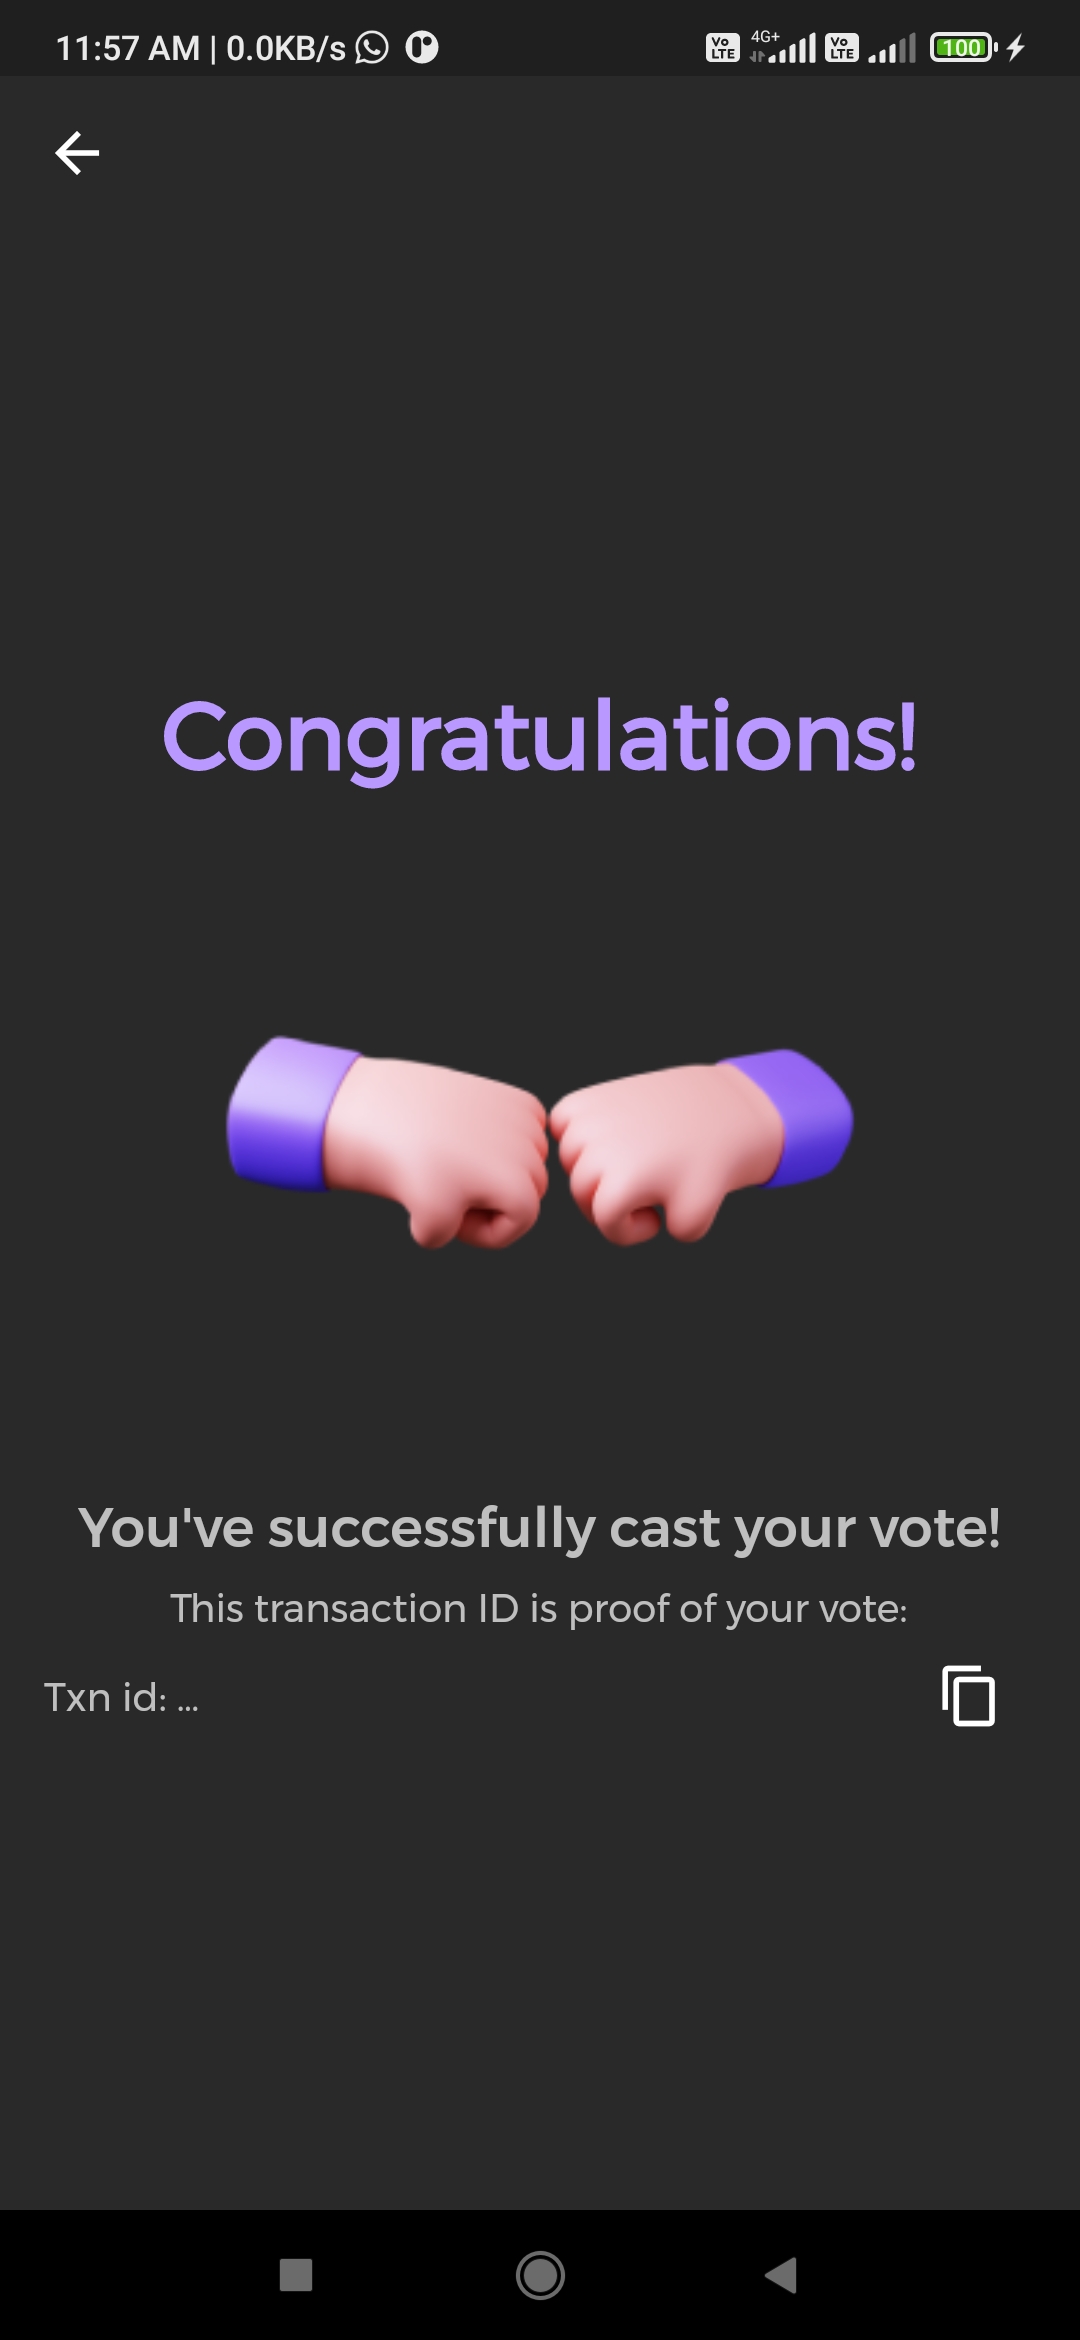 11:57 AM | 0.0KB/s Vo LTE 4G+ Vo LTE 100
Congratulations!
You've successfully cast your vote!
This transaction ID is proof of your vote:
Txn id: ...